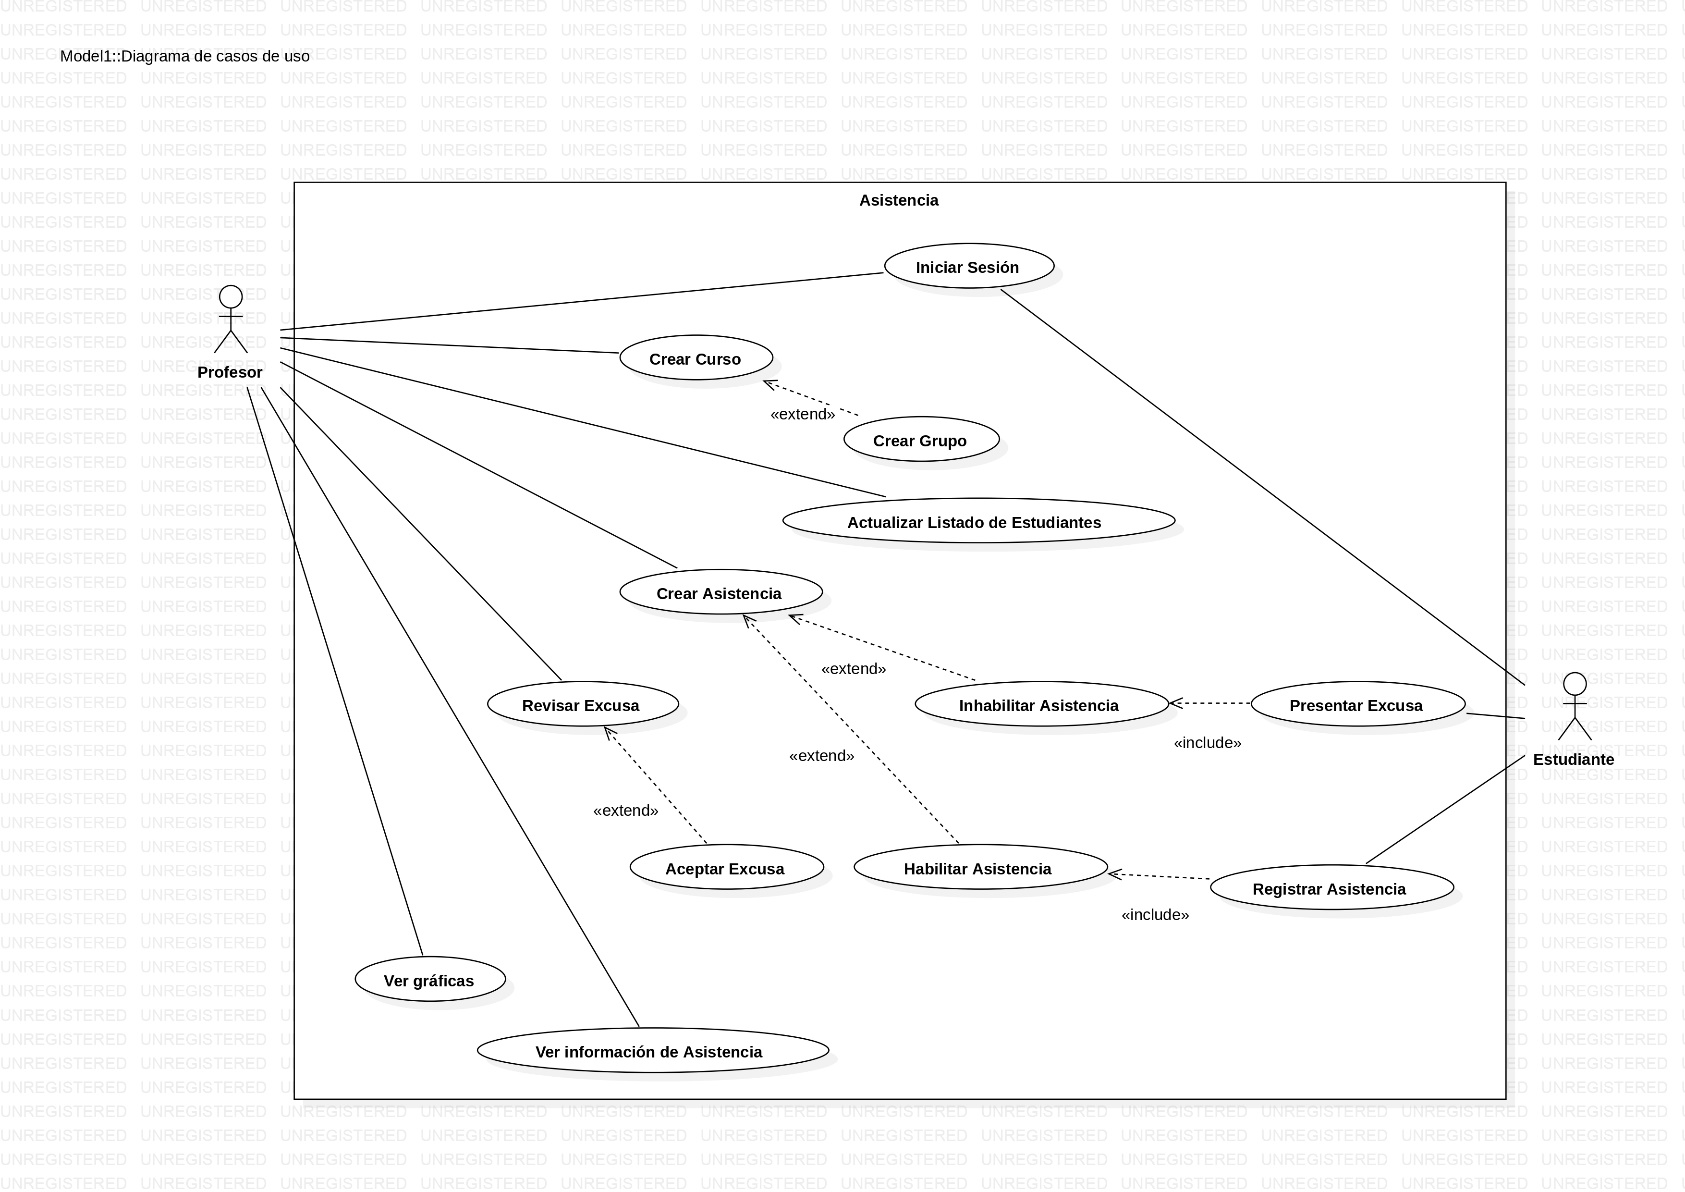 Model1::Diagrama de casos de uso
Asistencia
Iniciar Sesión
Profesor
Crear Curso
«extend»
Crear Grupo
Actualizar Listado de Estudiantes
Crear Asistencia
«extend»
Revisar Excusa
Inhabilitar Asistencia
Presentar Excusa
«include»
«extend»
Estudiante
«extend»
Aceptar Excusa
Habilitar Asistencia
Registrar Asistencia
«include»
Ver gráficas
Ver información de Asistencia
UNREGISTERED